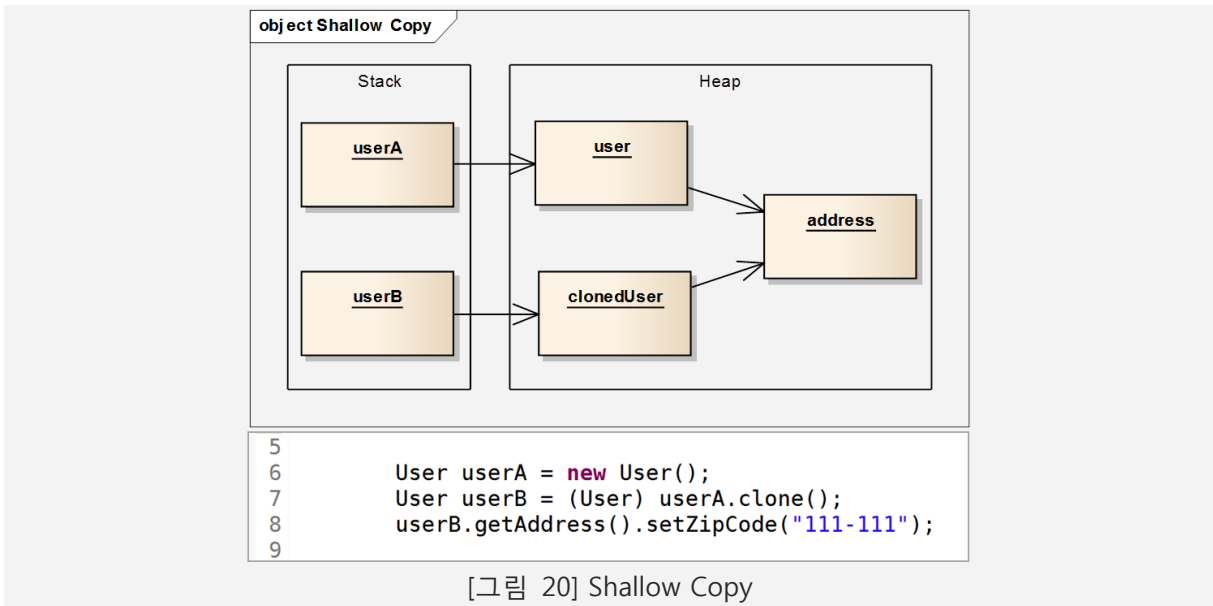 object Shallow Copy
Stack
Heap
userA
user
address
userB
clonedUser
5
6 User userA = new User();
7 User userB = (User) userA.clone();
8 userB.getAddress().setZipCode("111-111");
9
[그림 20] Shallow Copy